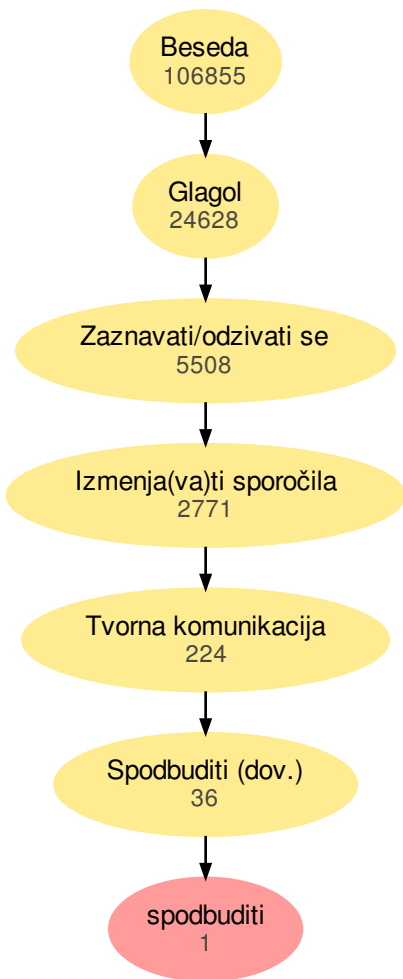 Beseda
106855
Glagol
24628
Zaznavati/odzivati se
5508
Izmenja(va)ti sporočila
2771
Tvorna komunikacija
224
Spodbuditi (dov.)
36
spodbuditi
1